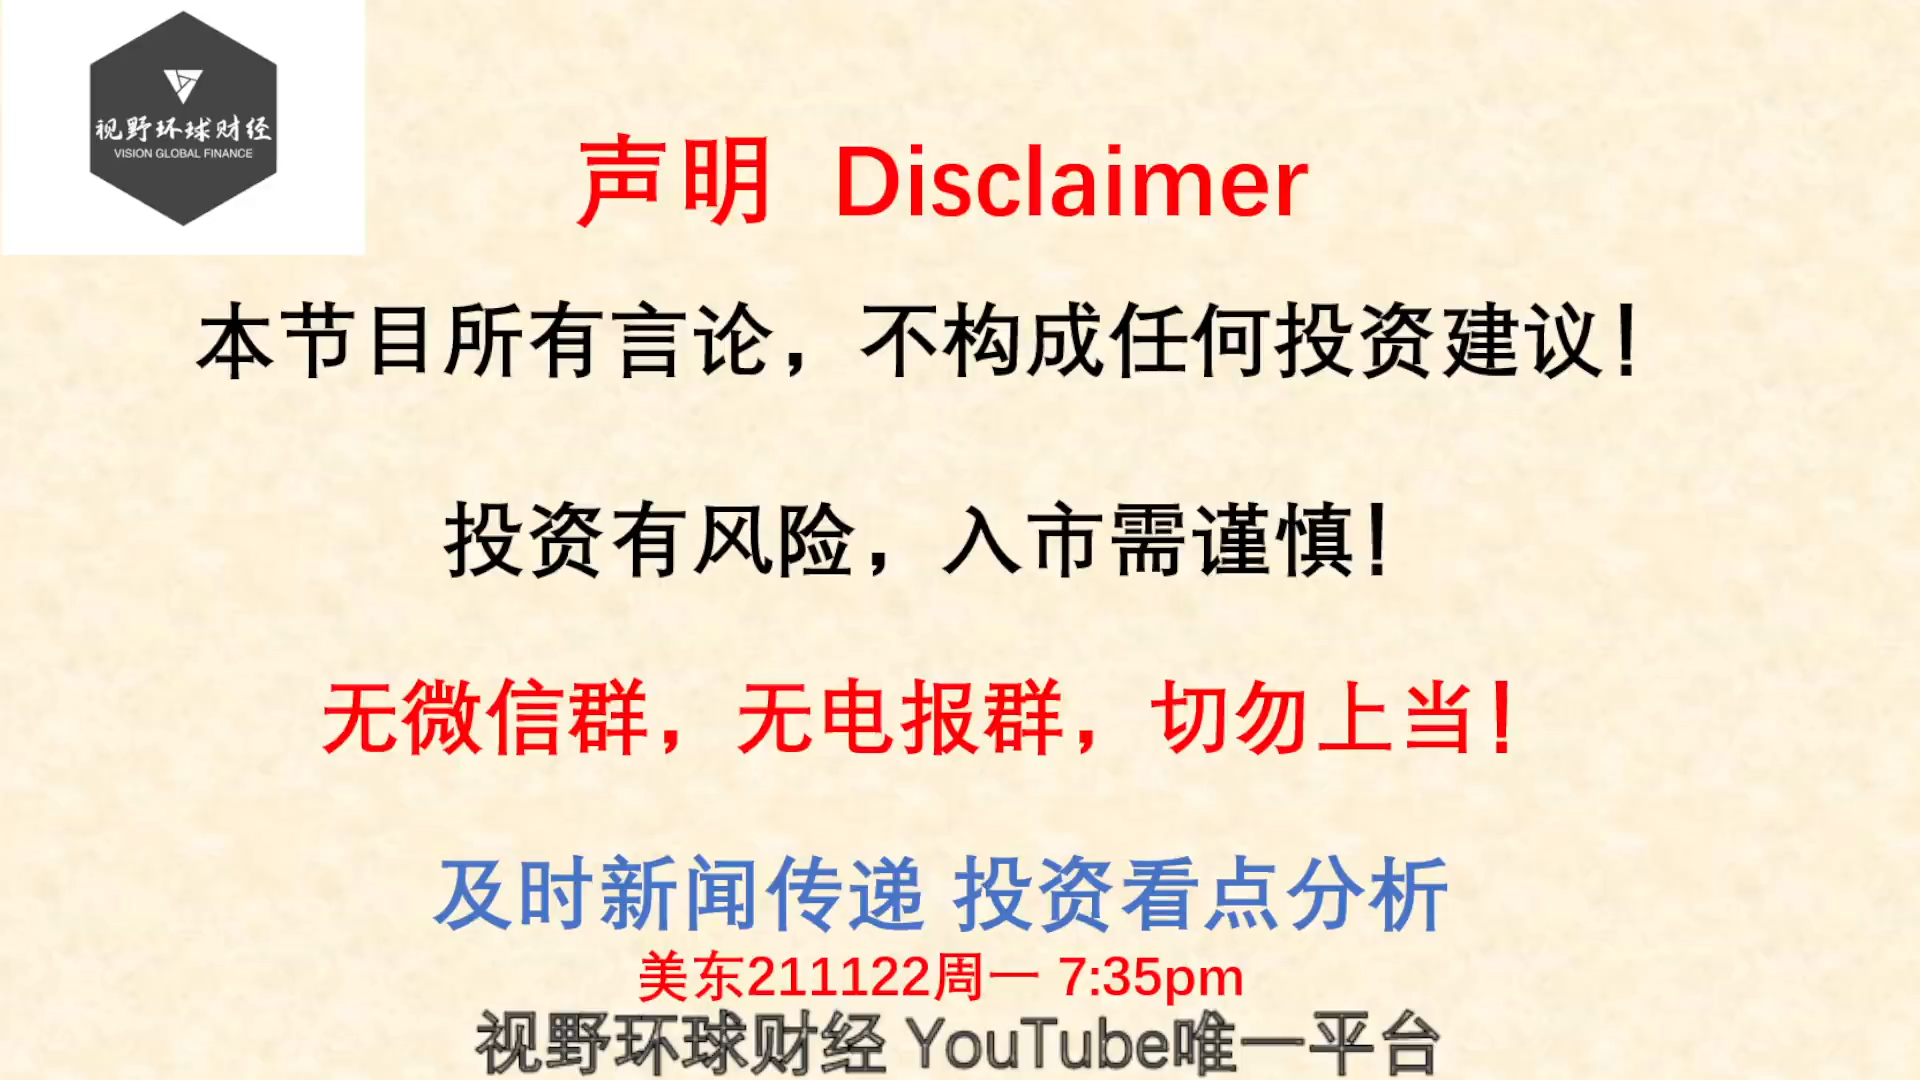 视野环球财经
VISION GLOBAL FINANCE
声明 Disclaimer
本节目所有言论，不构成任何投资建议！
投资有风险，入市需谨慎！
无微信群，无电报群，切勿上当！
及时新闻传递 投资看点分析
美东211122周一 7:35pm
视野环球财经 YouTube唯一平台